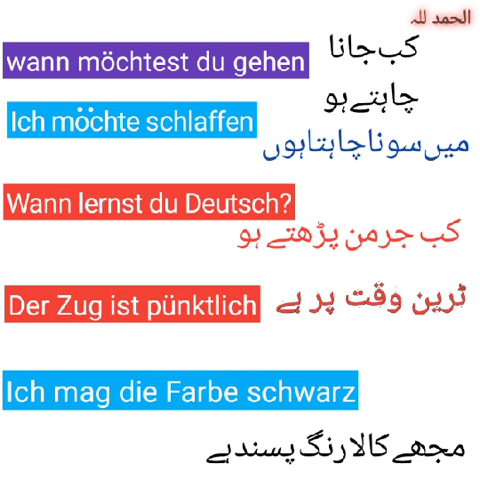 الحمد للہ
wann möchtest du gehen
کب جانا
چاہتے ہو
Ich möchte schlaffen
میں سونا چاہتا ہوں
Wann lernst du Deutsch?
کب جرمن پڑھتے ہو
Der Zug ist pünktlich
ٹرین وقت پر ہے
Ich mag die Farbe schwarz
مجھے کالا رنگ پسند ہے